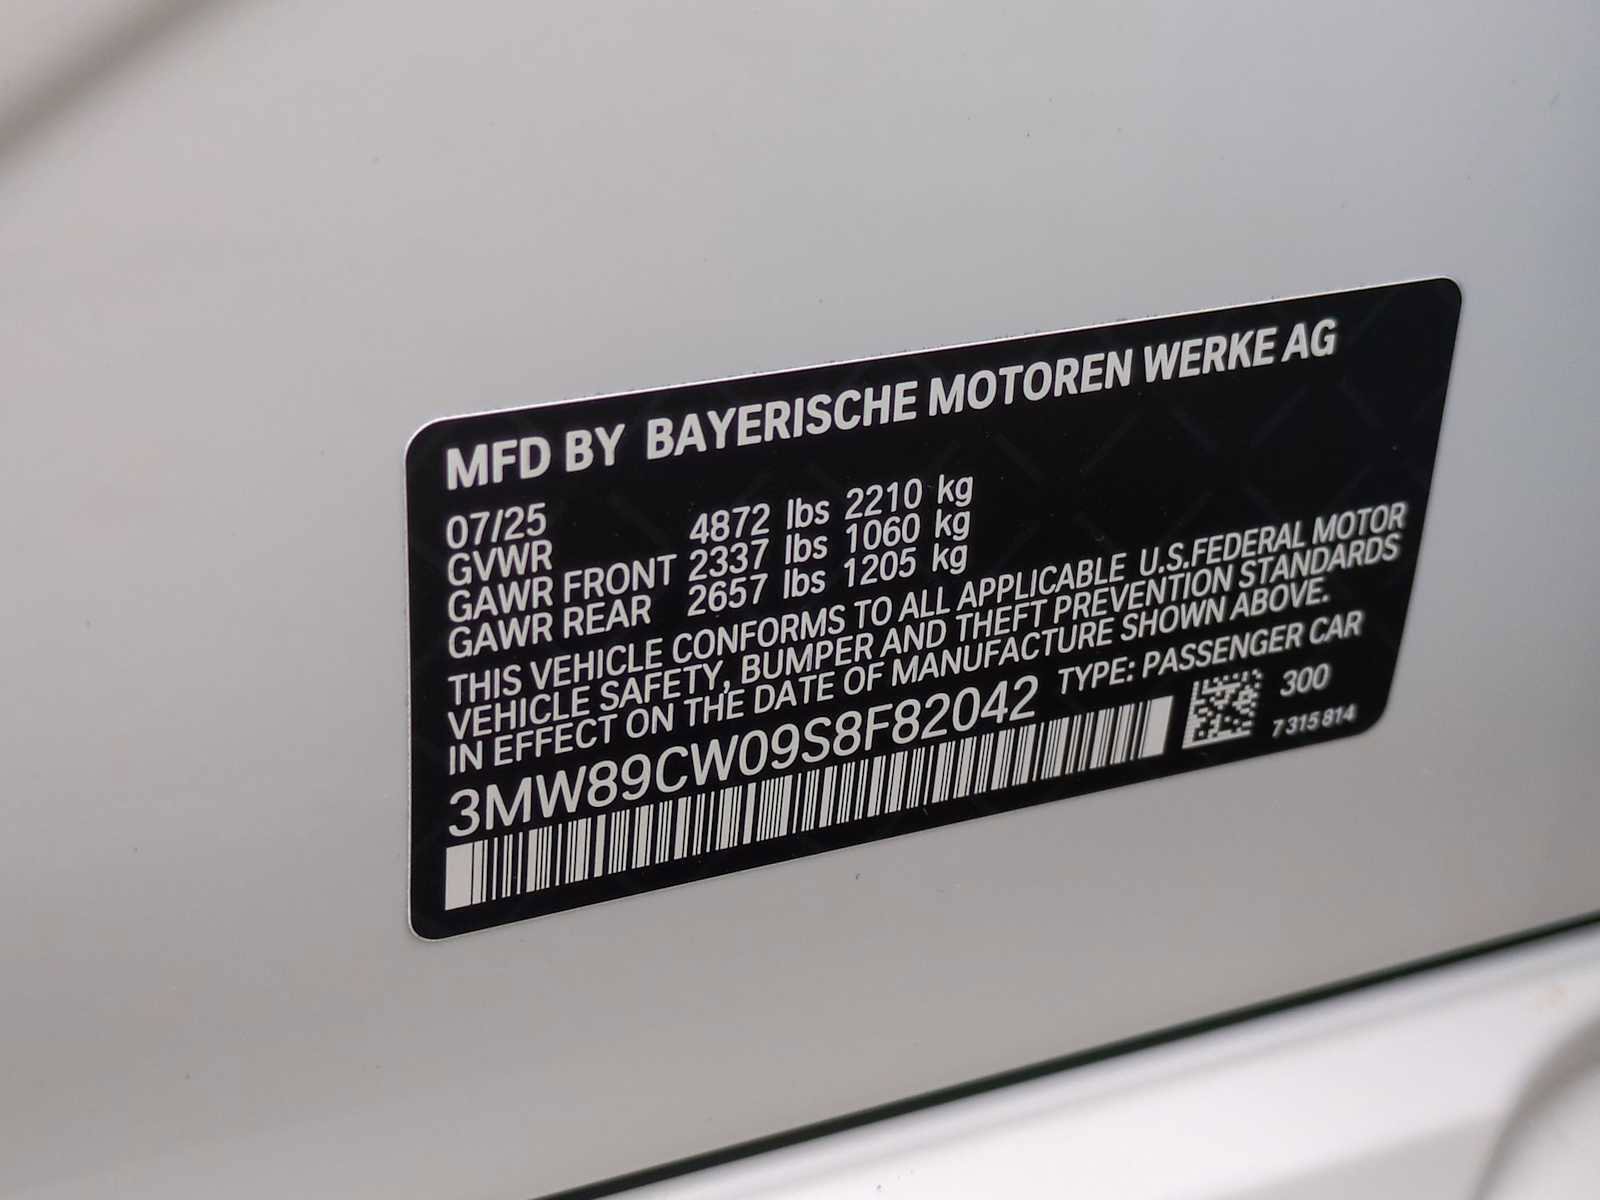 MFD BY BAYERISCHE MOTOREN WERKE AG
07/25
GVWR 4872 lbs 2210 kg
GAWR FRONT 2337 lbs 1060 kg
GAWR REAR 2657 lbs 1205 kg
THIS VEHICLE CONFORMS TO ALL APPLICABLE U.S.FEDERAL MOTOR
VEHICLE SAFETY, BUMPER AND THEFT PREVENTION STANDARDS
IN EFFECT ON THE DATE OF MANUFACTURE SHOWN ABOVE.
3MW89CW09S8F82042 TYPE: PASSENGER CAR
300
7 315 814